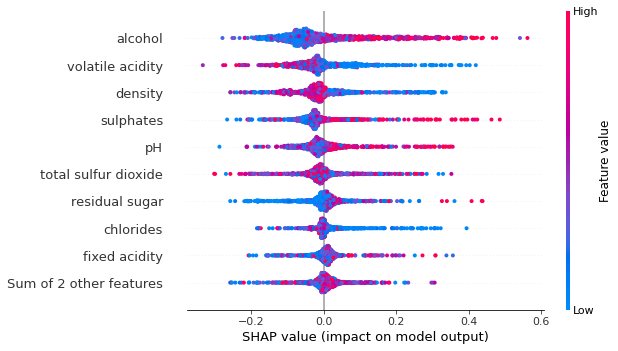 High
alcohol
volatile acidity
density
sulphates
pH
total sulfur dioxide
residual sugar
chlorides
fixed acidity
Sum of 2 other features
Feature value
Low
−0.2 0.0 0.2 0.4 0.6
SHAP value (impact on model output)